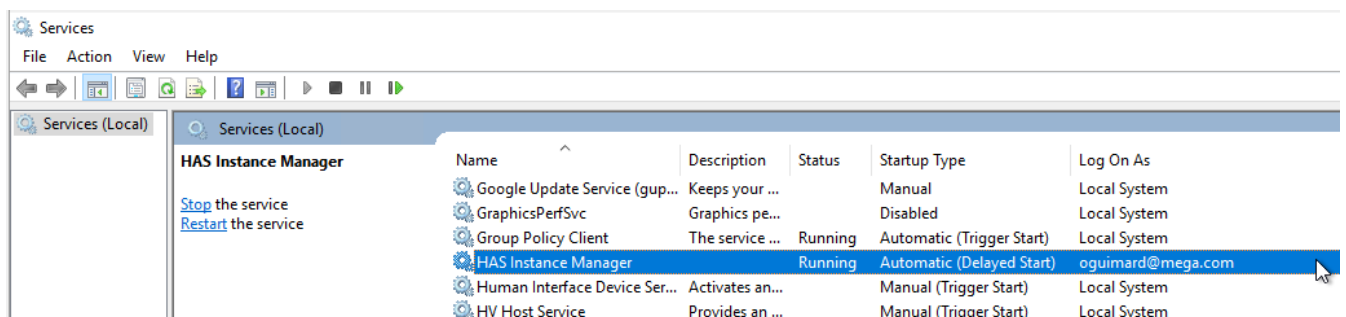 Services
File Action View Help
Services (Local)
Services (Local)
HAS Instance Manager
Stop the service
Restart the service
Name Description Status Startup Type Log On As
Google Update Service (gup... Keeps your ... Manual Local System
GraphicsPerfSvc Graphics pe... Disabled Local System
Group Policy Client The service ... Running Automatic (Trigger Start) Local System
HAS Instance Manager Running Automatic (Delayed Start) oguimard@mega.com
Human Interface Device Ser... Activates an... Manual (Trigger Start) Local System
HV Host Service Provides an ... Manual (Trigger Start) Local System